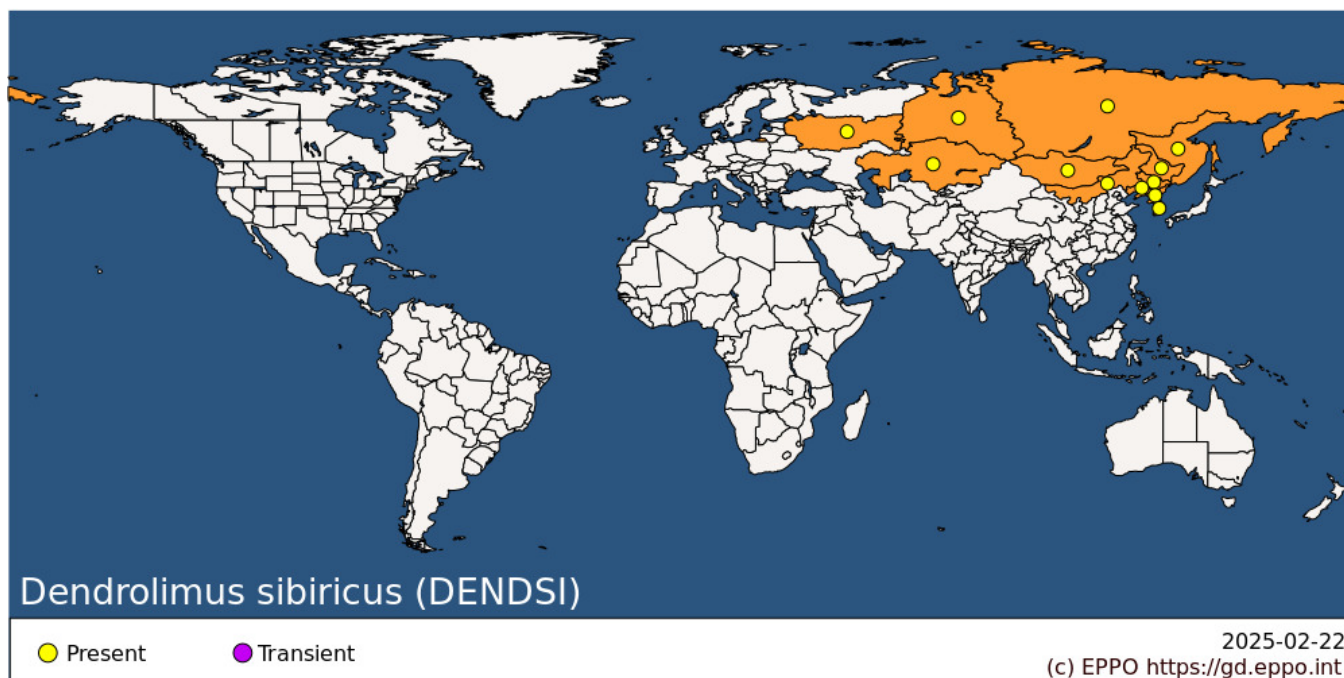 Dendrolimus sibiricus (DENDSI)
Present
Transient
2025-02-22
(c) EPPO https://gd.eppo.int